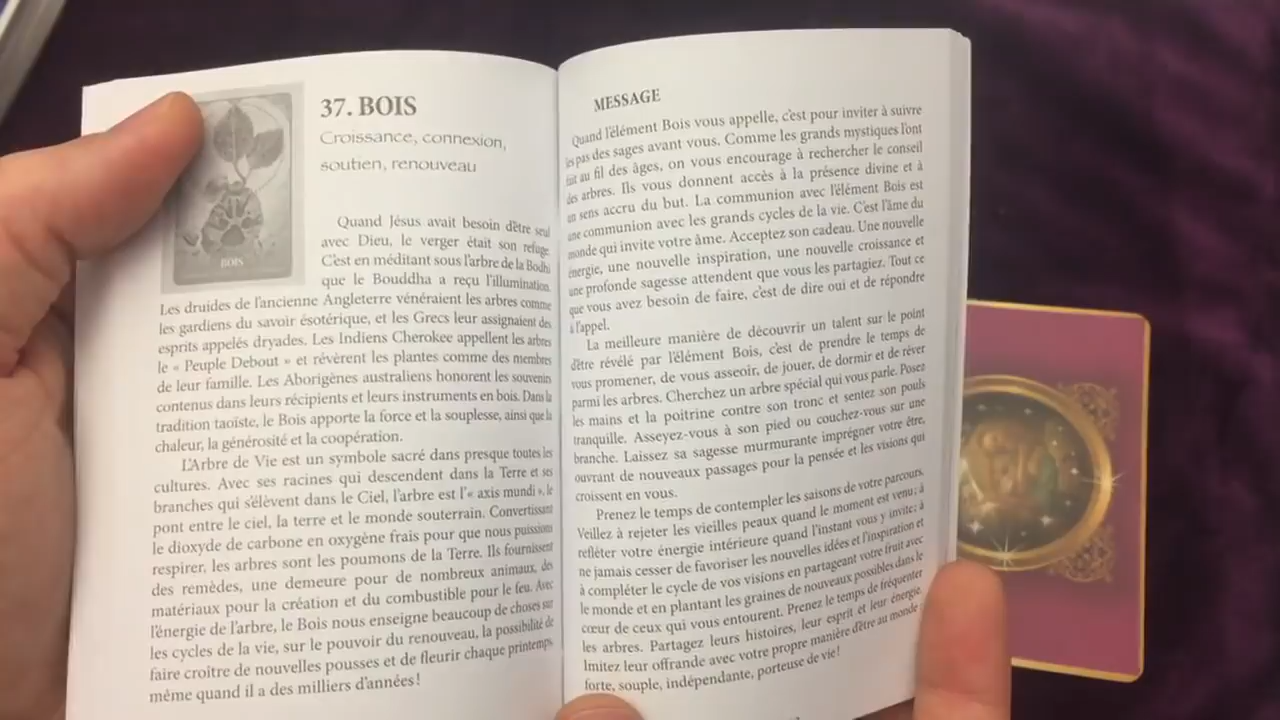 BOIS
37. BOIS
Croissance, connexion,
soutien, renouveau
Quand Jésus avait besoin d'être seul
avec Dieu, le verger était son refuge.
C'est en méditant sous l'arbre de la Bodhi
que le Bouddha a reçu l'illumination.
Les druides de l'ancienne Angleterre vénéraient les arbres comme
les gardiens du savoir ésotérique, et les Grecs leur assignaient des
esprits appelés dryades. Les Indiens Cherokee appellent les arbres
le « Peuple Debout » et révèrent les plantes comme des membres
de leur famille. Les Aborigènes australiens honorent les souvenirs
contenus dans leurs récipients et leurs instruments en bois. Dans la
tradition taoïste, le Bois apporte la force et la souplesse, ainsi que la
chaleur, la générosité et la coopération.
L'Arbre de Vie est un symbole sacré dans presque toutes les
cultures. Avec ses racines qui descendent dans la Terre et ses
branches qui s'élèvent dans le Ciel, l'arbre est l'« axis mundi », le
pont entre le ciel, la terre et le monde souterrain. Convertissant
le dioxyde de carbone en oxygène frais pour que nous puissions
respirer, les arbres sont les poumons de la Terre. Ils fournissent
des remèdes, une demeure pour de nombreux animaux, des
matériaux pour la création et du combustible pour le feu. Avec
l'énergie de l'arbre, le Bois nous enseigne beaucoup de choses sur
les cycles de la vie, sur le pouvoir du renouveau, la possibilité de
faire croître de nouvelles pousses et de fleurir chaque printemps,
même quand il a des milliers d'années !
MESSAGE
Quand l'élément Bois vous appelle, c'est pour inviter à suivre
les pas des sages avant vous. Comme les grands mystiques l'ont
fait au fil des âges, on vous encourage à rechercher le conseil
des arbres. Ils vous donnent accès à la présence divine et à
un sens accru du but. La communion avec l'élément Bois est
une communion avec les grands cycles de la vie. C'est l'âme du
monde qui invite votre âme. Acceptez son cadeau. Une nouvelle
énergie, une nouvelle inspiration, une nouvelle croissance et
une profonde sagesse attendent que vous les partagiez. Tout ce
que vous avez besoin de faire, c'est de dire oui et de répondre
à l'appel.
La meilleure manière de découvrir un talent sur le point
d'être révélé par l'élément Bois, c'est de prendre le temps de
vous promener, de vous asseoir, de jouer, de dormir et de rêver
parmi les arbres. Cherchez un arbre spécial qui vous parle. Posez
les mains et la poitrine contre son tronc et sentez son pouls
tranquille. Asseyez-vous à son pied ou couchez-vous sur une
branche. Laissez sa sagesse murmurante imprégner votre être,
ouvrant de nouveaux passages pour la pensée et les visions qui
croissent en vous.
Prenez le temps de contempler les saisons de votre parcours.
Veillez à rejeter les vieilles peaux quand le moment est venu ; à
refléter votre énergie intérieure quand l'instant vous y invite ; à
ne jamais cesser de favoriser les nouvelles idées et l'inspiration et
à compléter le cycle de vos visions en partageant votre fruit avec
le monde et en plantant les graines de nouveaux possibles dans le
cœur de ceux qui vous entourent. Prenez le temps de fréquenter
les arbres. Partagez leurs histoires, leur esprit et leur énergie.
Imitez leur offrande avec votre propre manière d'être au monde :
forte, souple, indépendante, porteuse de vie !